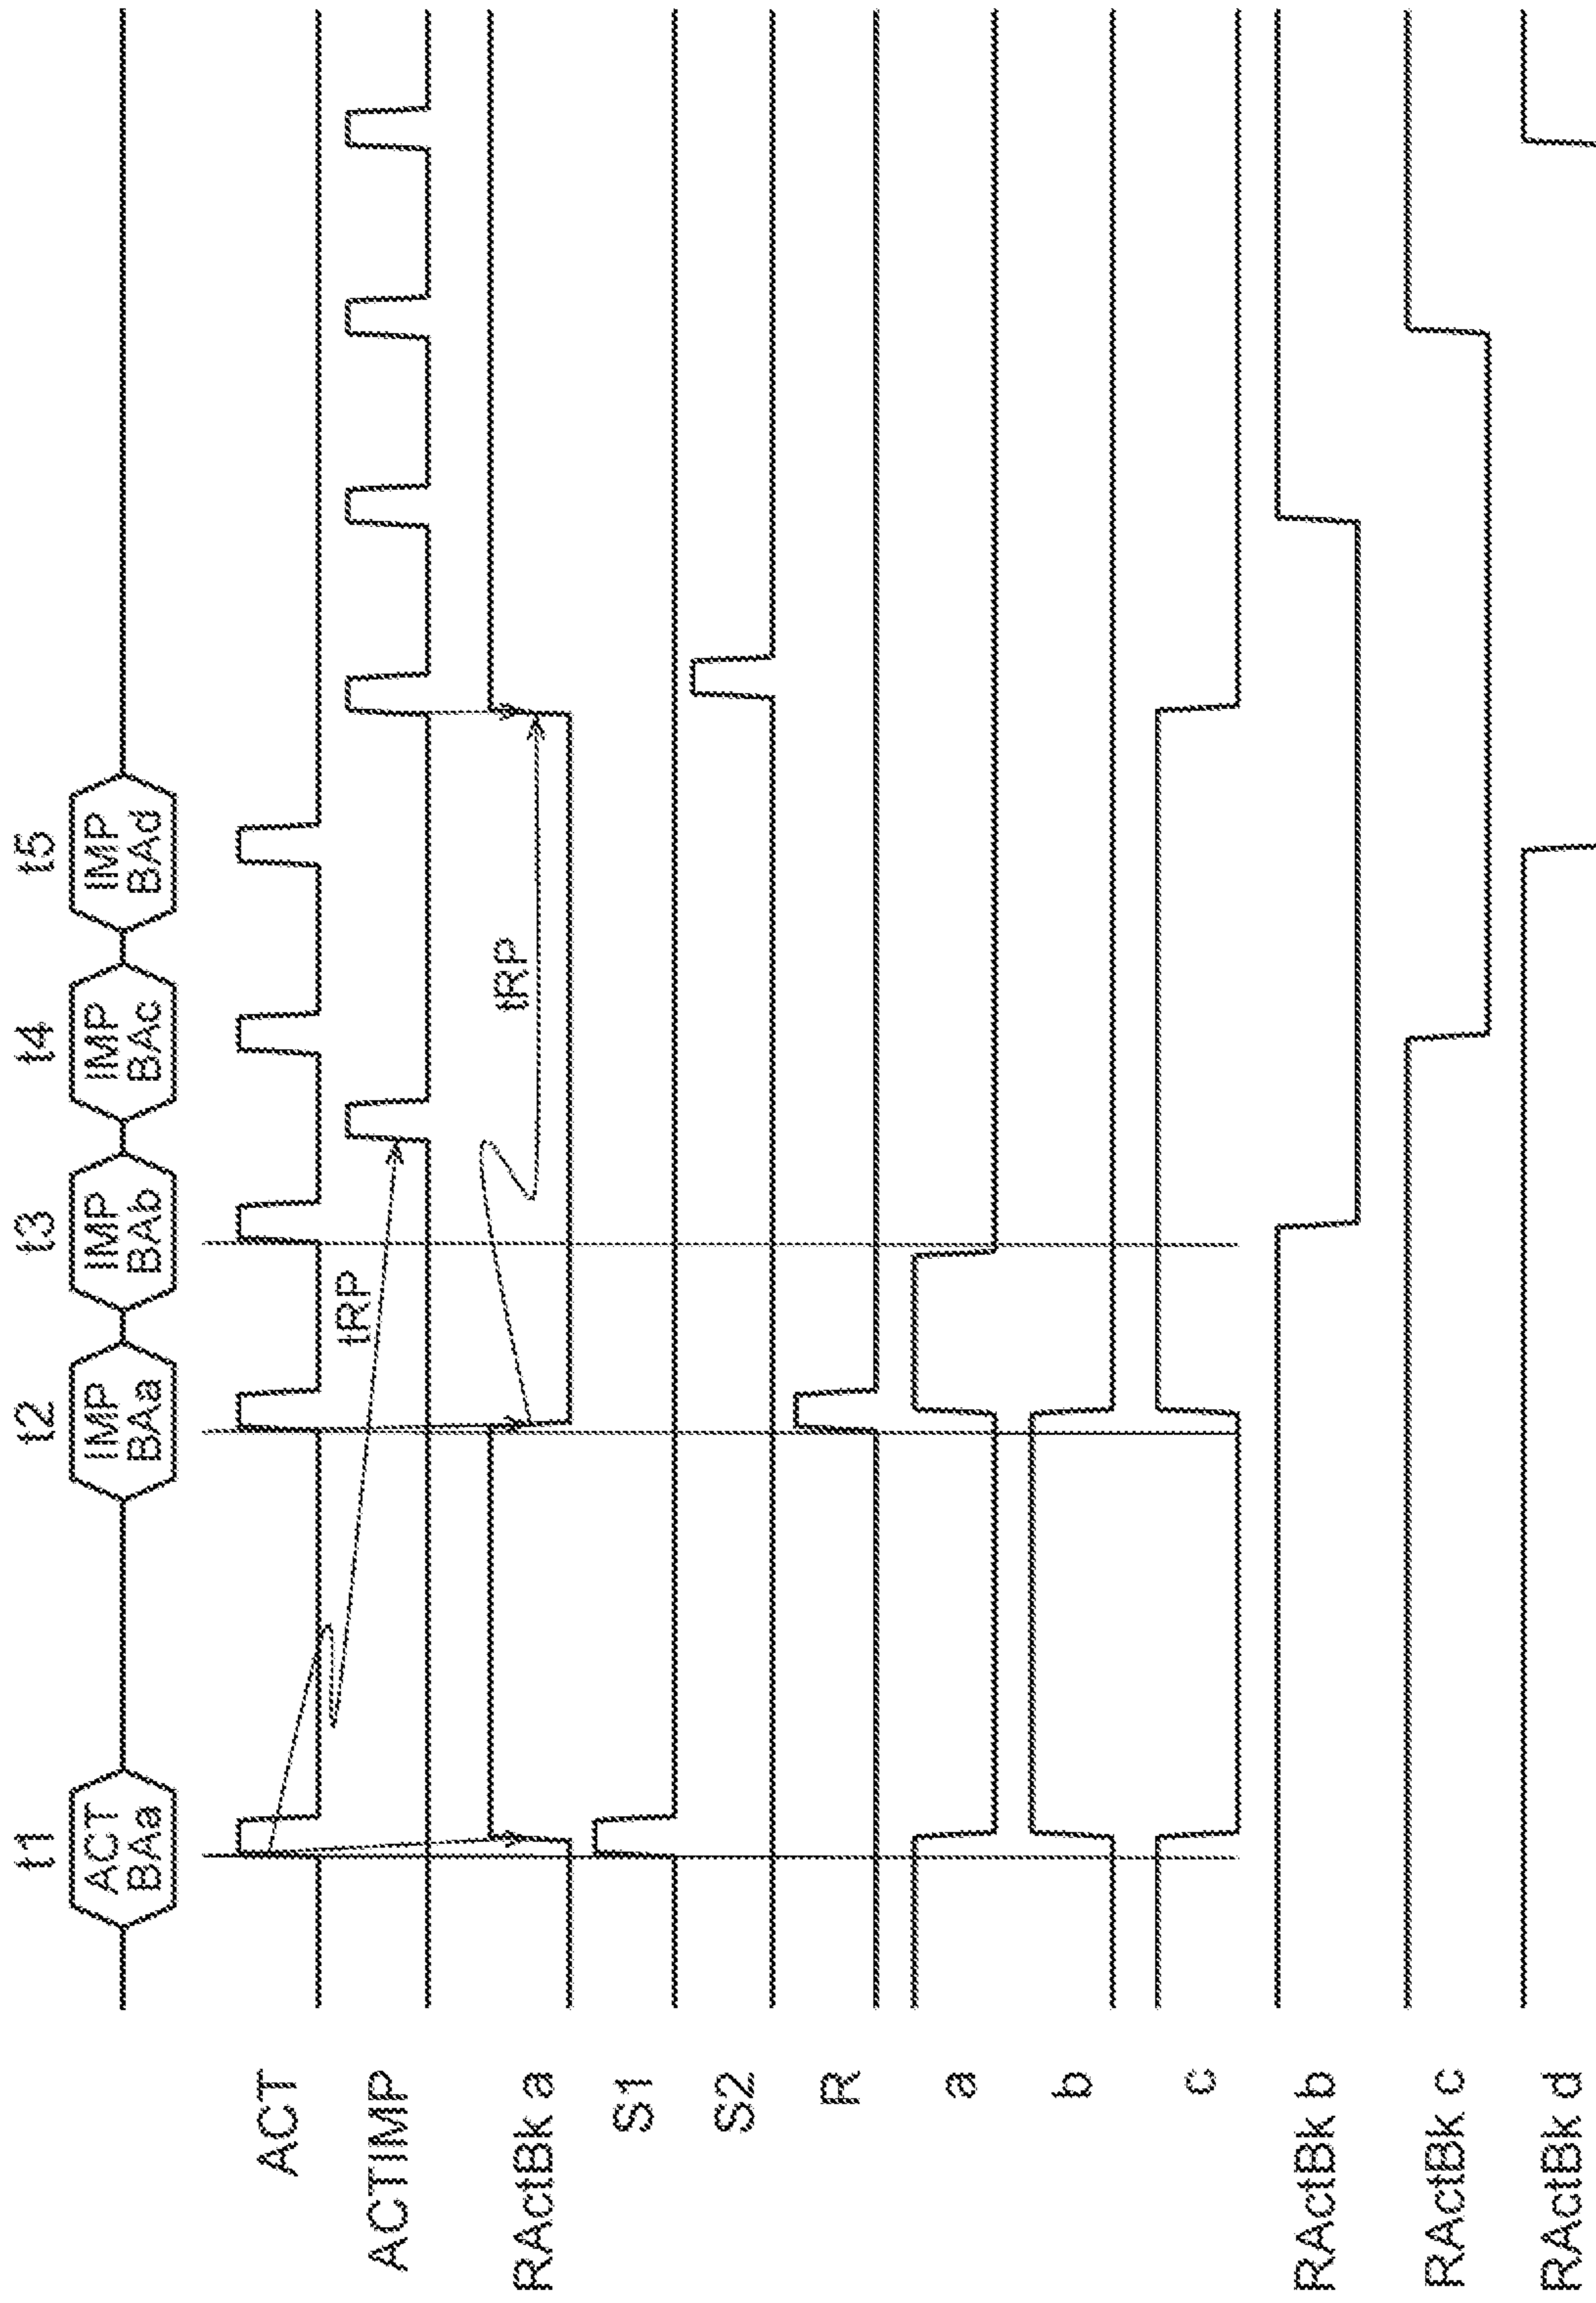 t1
ACT
BAa
t2
IMP
BAa
t3
IMP
BAb
t4
IMP
BAc
t5
IMP
BAd
ACT
tRP
ACTIMP
tRP
RActBk a
S1
S2
R
a
b
c
RActBk b
RActBk c
RActBk d